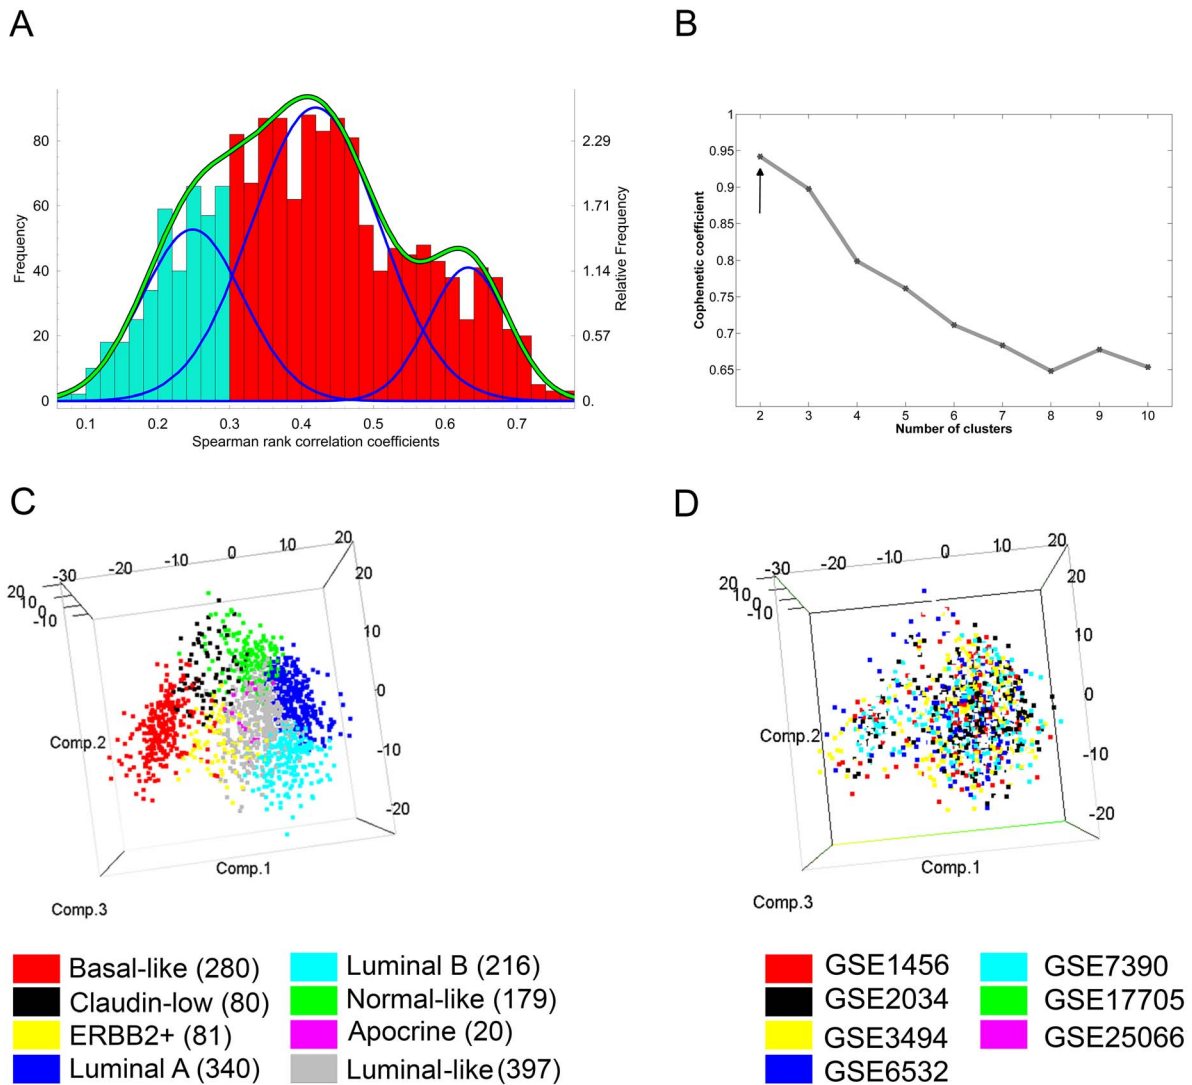 A
B
80
60
40
20
0
Frequency
2.29
1.71
1.14
0.57
0.
Relative Frequency
0.1 0.2 0.3 0.4 0.5 0.6 0.7
Spearman rank correlation coefficients
1
0.95
0.9
0.85
0.8
0.75
0.7
0.65
Cophenetic coefficient
2 3 4 5 6 7 8 9 10
Number of clusters
C
D
-30 -20 -10 0 10 20
20 10 0 -10
20
10
0
-10
-20
Comp.2
Comp.1
Comp.3
-30 -20 -10 0 10 20
20 10 0 -10
20
10
0
-10
-20
Comp.2
Comp.1
Comp.3
Basal-like (280)
Claudin-low (80)
ERBB2+ (81)
Luminal A (340)
Luminal B (216)
Normal-like (179)
Apocrine (20)
Luminal-like (397)
GSE1456
GSE2034
GSE3494
GSE6532
GSE7390
GSE17705
GSE25066